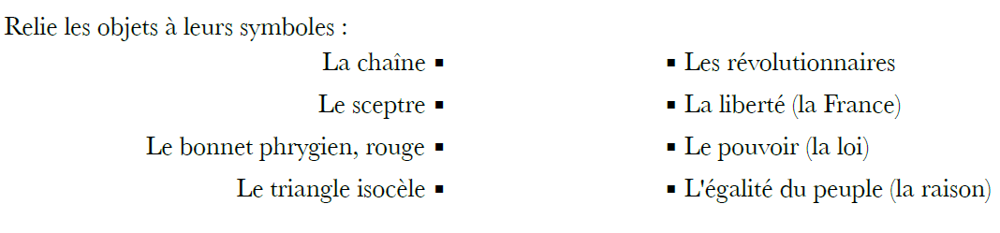 Relie les objets à leurs symboles :
La chaîne ▪ ▪ Les révolutionnaires
Le sceptre ▪ ▪ La liberté (la France)
Le bonnet phrygien, rouge ▪ ▪ Le pouvoir (la loi)
Le triangle isocèle ▪ ▪ L'égalité du peuple (la raison)